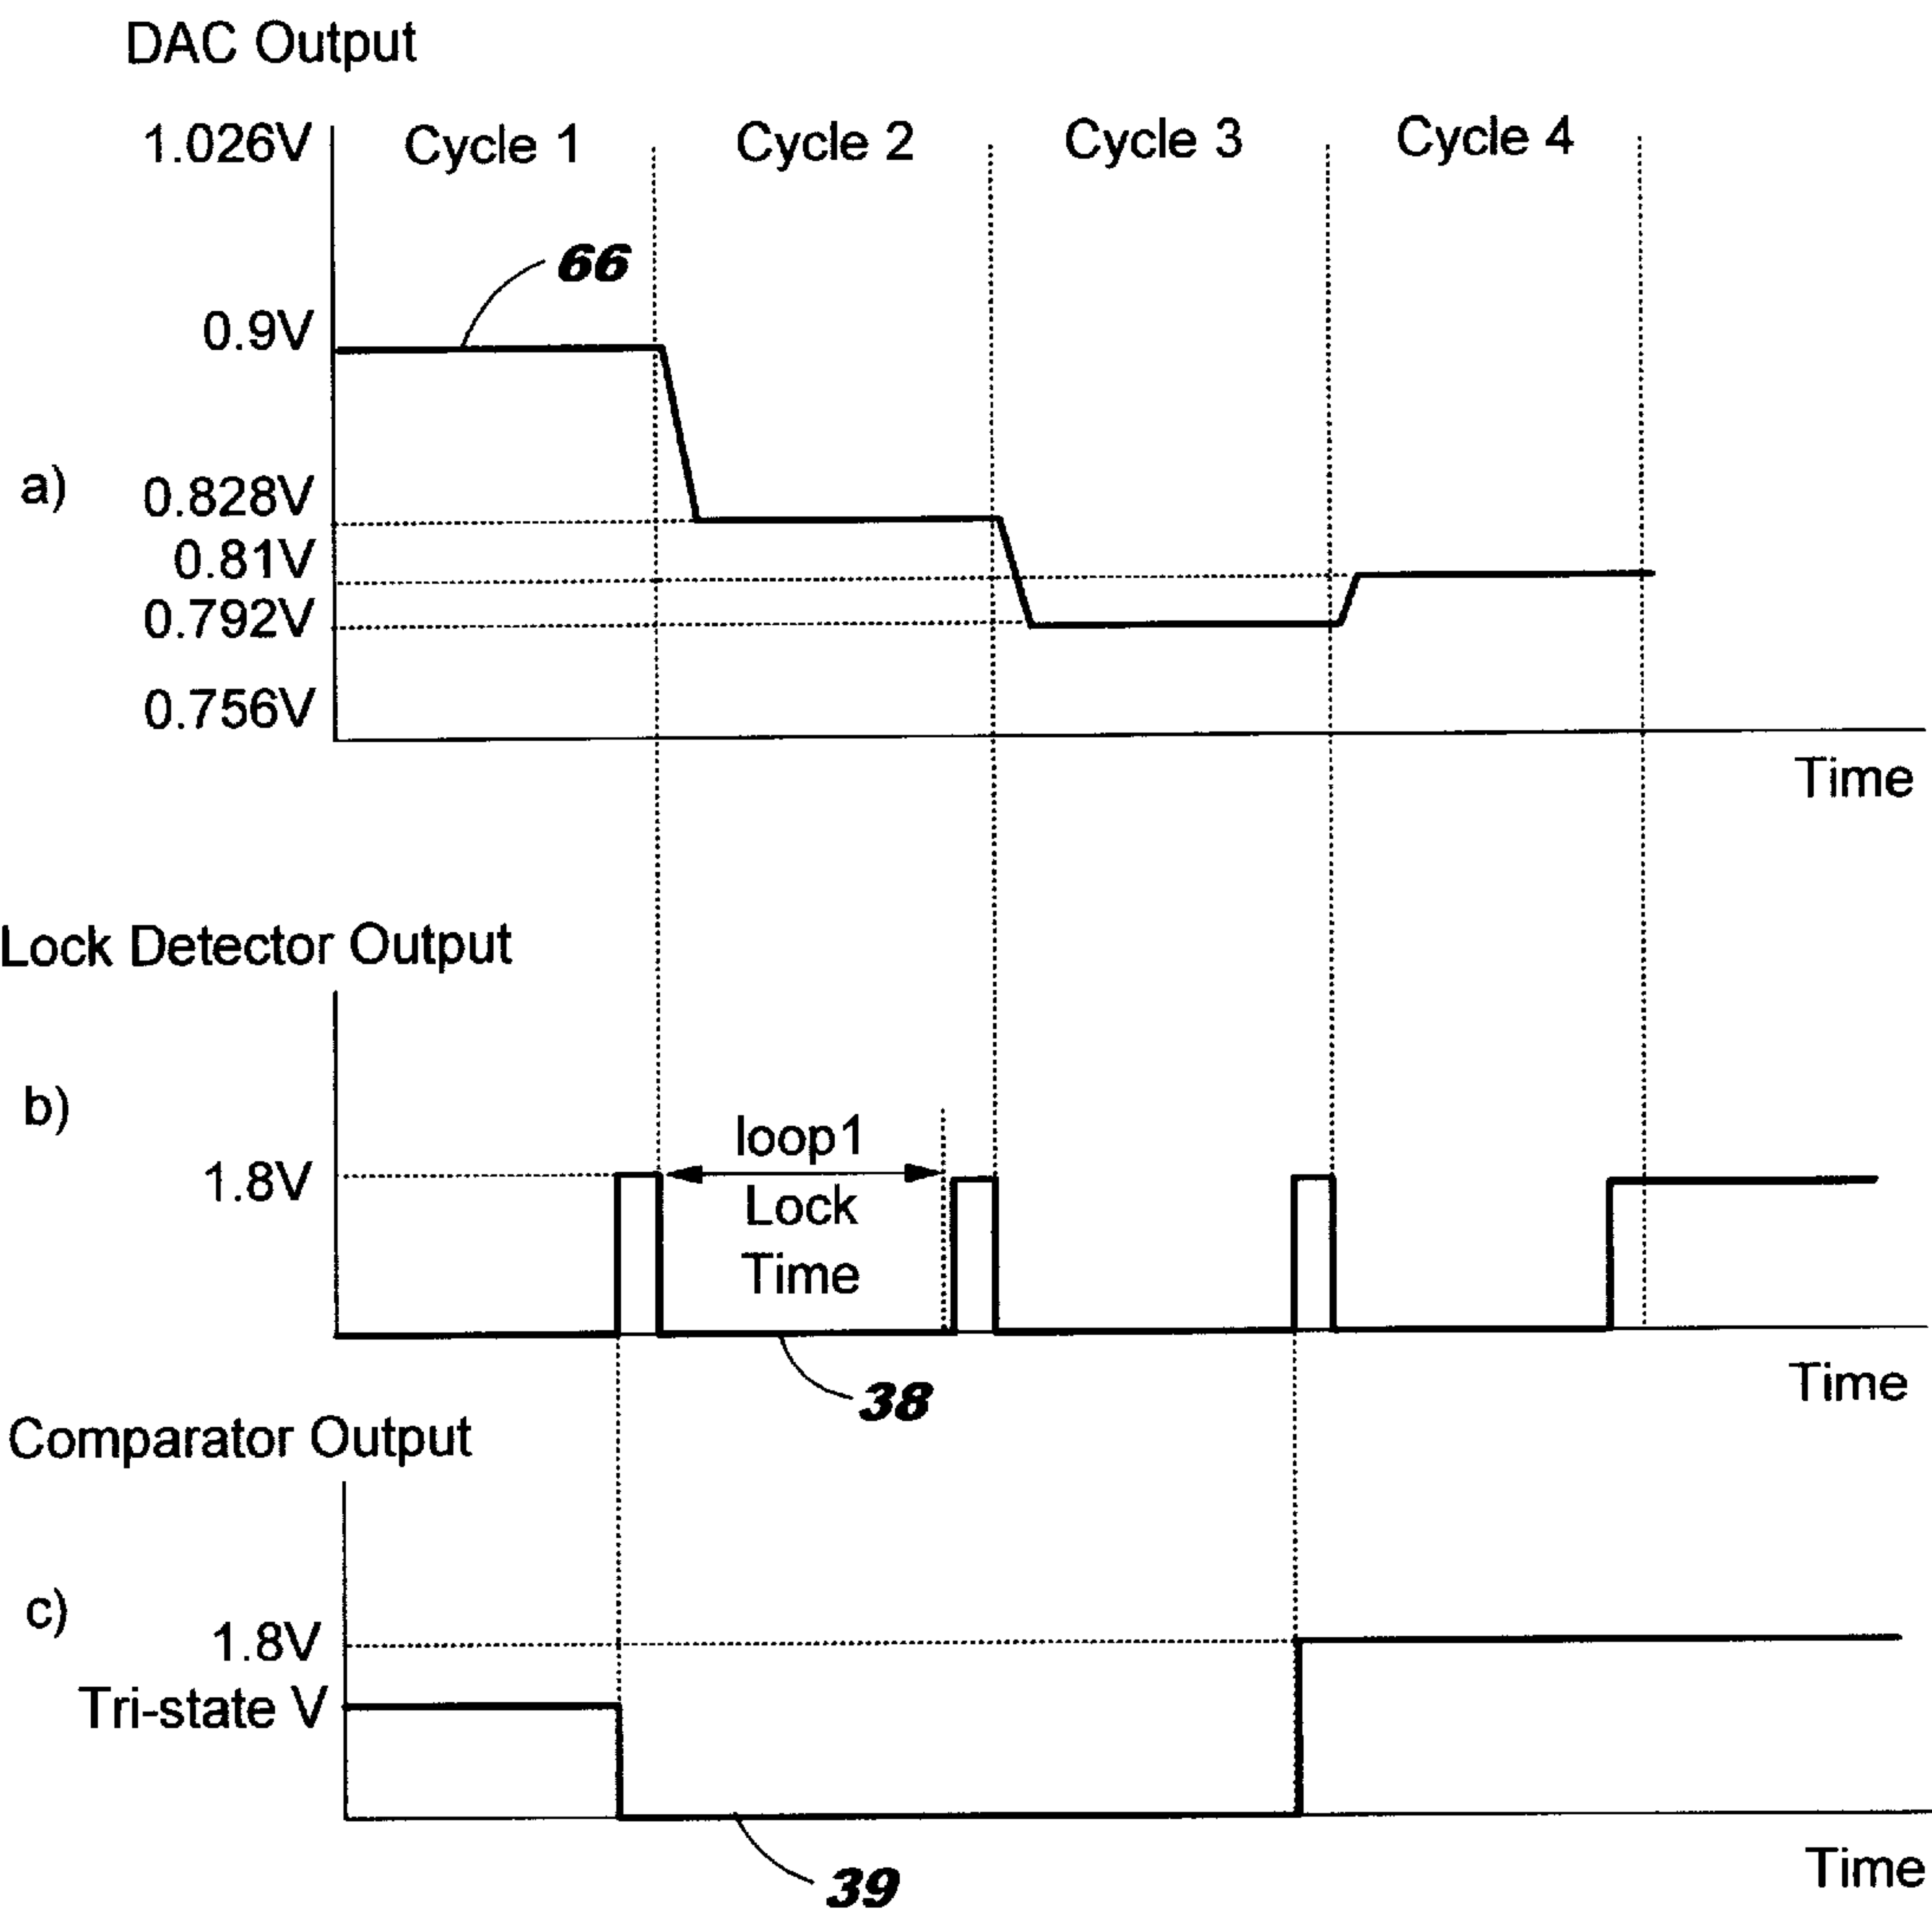 DAC Output
1.026V
Cycle 1
Cycle 2
Cycle 3
Cycle 4
66
0.9V
a)
0.828V
0.81V
0.792V
0.756V
Time
Lock Detector Output
b)
1.8V
loop1
Lock
Time
38
Time
Comparator Output
c)
1.8V
Tri-state V
39
Time